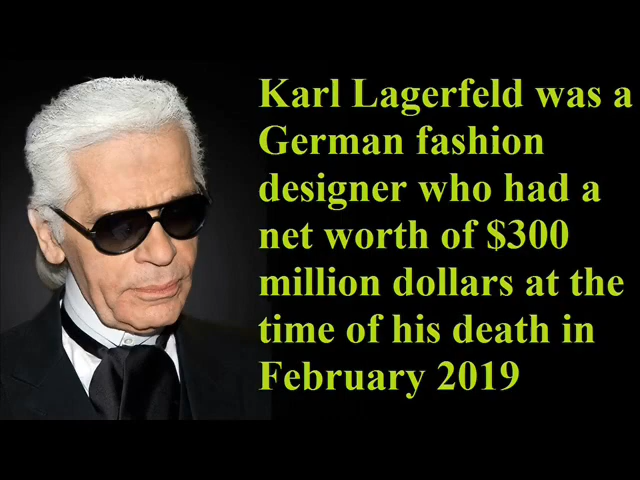 Karl Lagerfeld was a
German fashion
designer who had a
net worth of $300
million dollars at the
time of his death in
February 2019